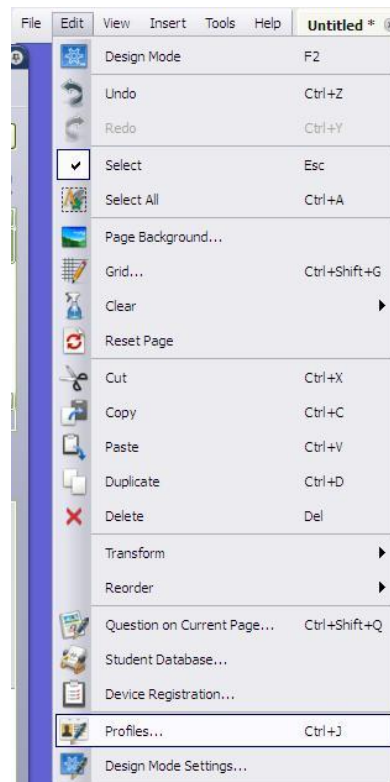 File Edit View Insert Tools Help Untitled *
Design Mode F2
Undo Ctrl+Z
Redo Ctrl+Y
Select Esc
Select All Ctrl+A
Page Background...
Grid... Ctrl+Shift+G
Clear
Reset Page
Cut Ctrl+X
Copy Ctrl+C
Paste Ctrl+V
Duplicate Ctrl+D
Delete Del
Transform
Reorder
Question on Current Page... Ctrl+Shift+Q
Student Database...
Device Registration...
Profiles... Ctrl+J
Design Mode Settings...